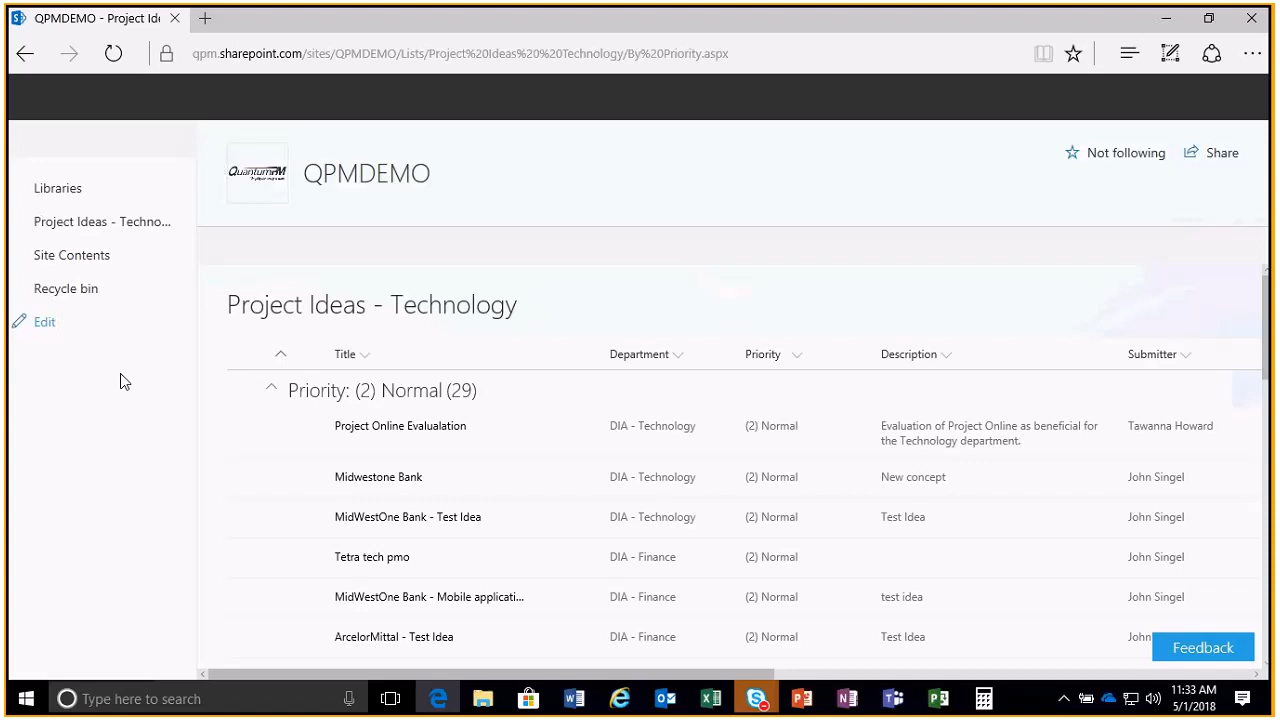 QPMDEMO - Project Ide
qpm.sharepoint.com/sites/QPMDEMO/Lists/Project%20Ideas%20%20Technology/By%20Priority.aspx
Libraries
Project Ideas - Techno...
Site Contents
Recycle bin
Edit
QuantumPM
QPMDEMO
Not following
Share
Project Ideas - Technology
Title Department Priority Description Submitter
Priority: (2) Normal (29)
Project Online Evalualation DIA - Technology (2) Normal Evaluation of Project Online as beneficial for Tawanna Howard
the Technology department.
Midwestone Bank DIA - Technology (2) Normal New concept John Singel
MidWestOne Bank - Test Idea DIA - Technology (2) Normal Test Idea John Singel
Tetra tech pmo DIA - Finance (2) Normal John Singel
MidWestOne Bank - Mobile applicati... DIA - Finance (2) Normal test idea John Singel
ArcelorMittal - Test Idea DIA - Finance (2) Normal Test Idea John
Feedback
Type here to search
11:33 AM
5/1/2018